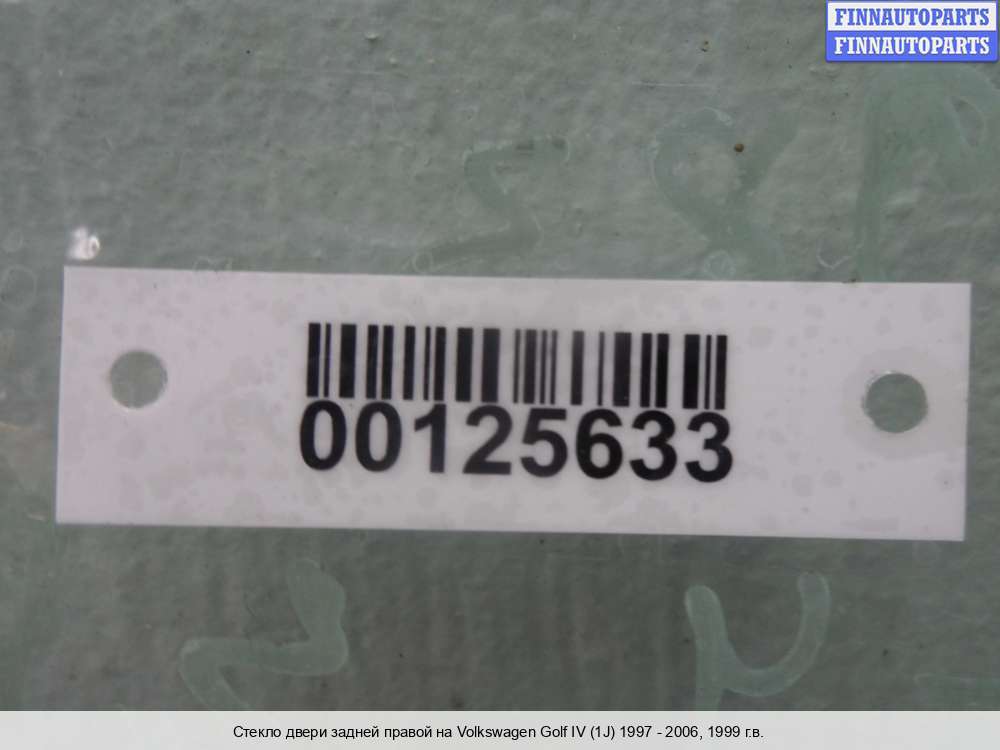 FINNAUTOPARTS
FINNAUTOPARTS
00125633
Стекло двери задней правой на Volkswagen Golf IV (1J) 1997 - 2006, 1999 г.в.